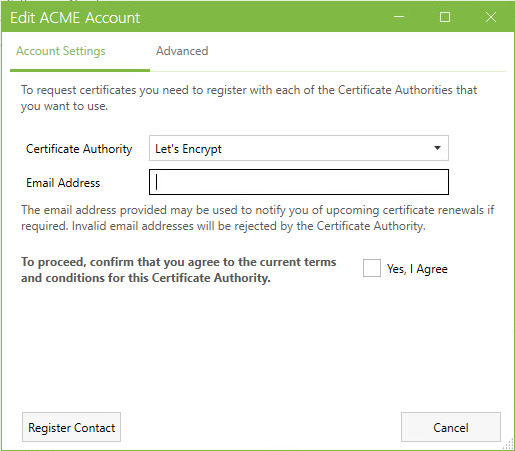 Edit ACME Account
Account Settings
Advanced
To request certificates you need to register with each of the Certificate Authorities that
you want to use.
Certificate Authority
Let's Encrypt
Email Address
The email address provided may be used to notify you of upcoming certificate renewals if
required. Invalid email addresses will be rejected by the Certificate Authority.
To proceed, confirm that you agree to the current terms
and conditions for this Certificate Authority.
Yes, I Agree
Register Contact
Cancel